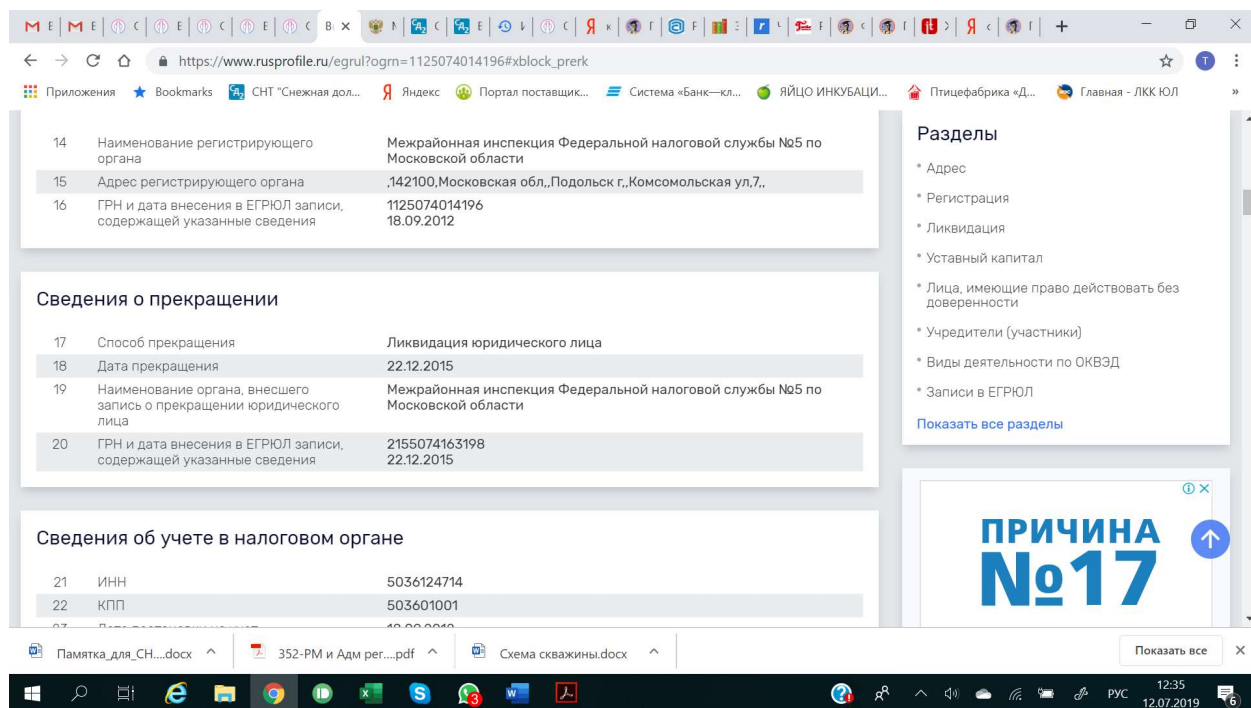 https://www.rusprofile.ru/egrul?ogrn=1125074014196#xblock_prerk
T
Приложения
Bookmarks
СНТ "Снежная дол...
Яндекс
Портал поставщик...
Система «Банк—кл...
ЯЙЦО ИНКУБАЦИ...
Птицефабрика «Д...
Главная - ЛКК ЮЛ
»
14 Наименование регистрирующего Межрайонная инспекция Федеральной налоговой службы №5 по
органа Московской области
15 Адрес регистрирующего органа ,142100,Московская обл,,Подольск г,,Комсомольская ул,7,,
16 ГРН и дата внесения в ЕГРЮЛ записи, 1125074014196
содержащей указанные сведения 18.09.2012
Сведения о прекращении
17 Способ прекращения Ликвидация юридического лица
18 Дата прекращения 22.12.2015
19 Наименование органа, внесшего Межрайонная инспекция Федеральной налоговой службы №5 по
запись о прекращении юридического Московской области
лица
20 ГРН и дата внесения в ЕГРЮЛ записи, 2155074163198
содержащей указанные сведения 22.12.2015
Сведения об учете в налоговом органе
21 ИНН 5036124714
22 КПП 503601001
Разделы
Адрес
Регистрация
Ликвидация
Уставный капитал
Лица, имеющие право действовать без
доверенности
Учредители (участники)
Виды деятельности по ОКВЭД
Записи в ЕГРЮЛ
Показать все разделы
ПРИЧИНА
№17
Памятка_для_СН....docx
352-РМ и Адм рег....pdf
Схема скважины.docx
Показать все
РУС
12:35
12.07.2019
6